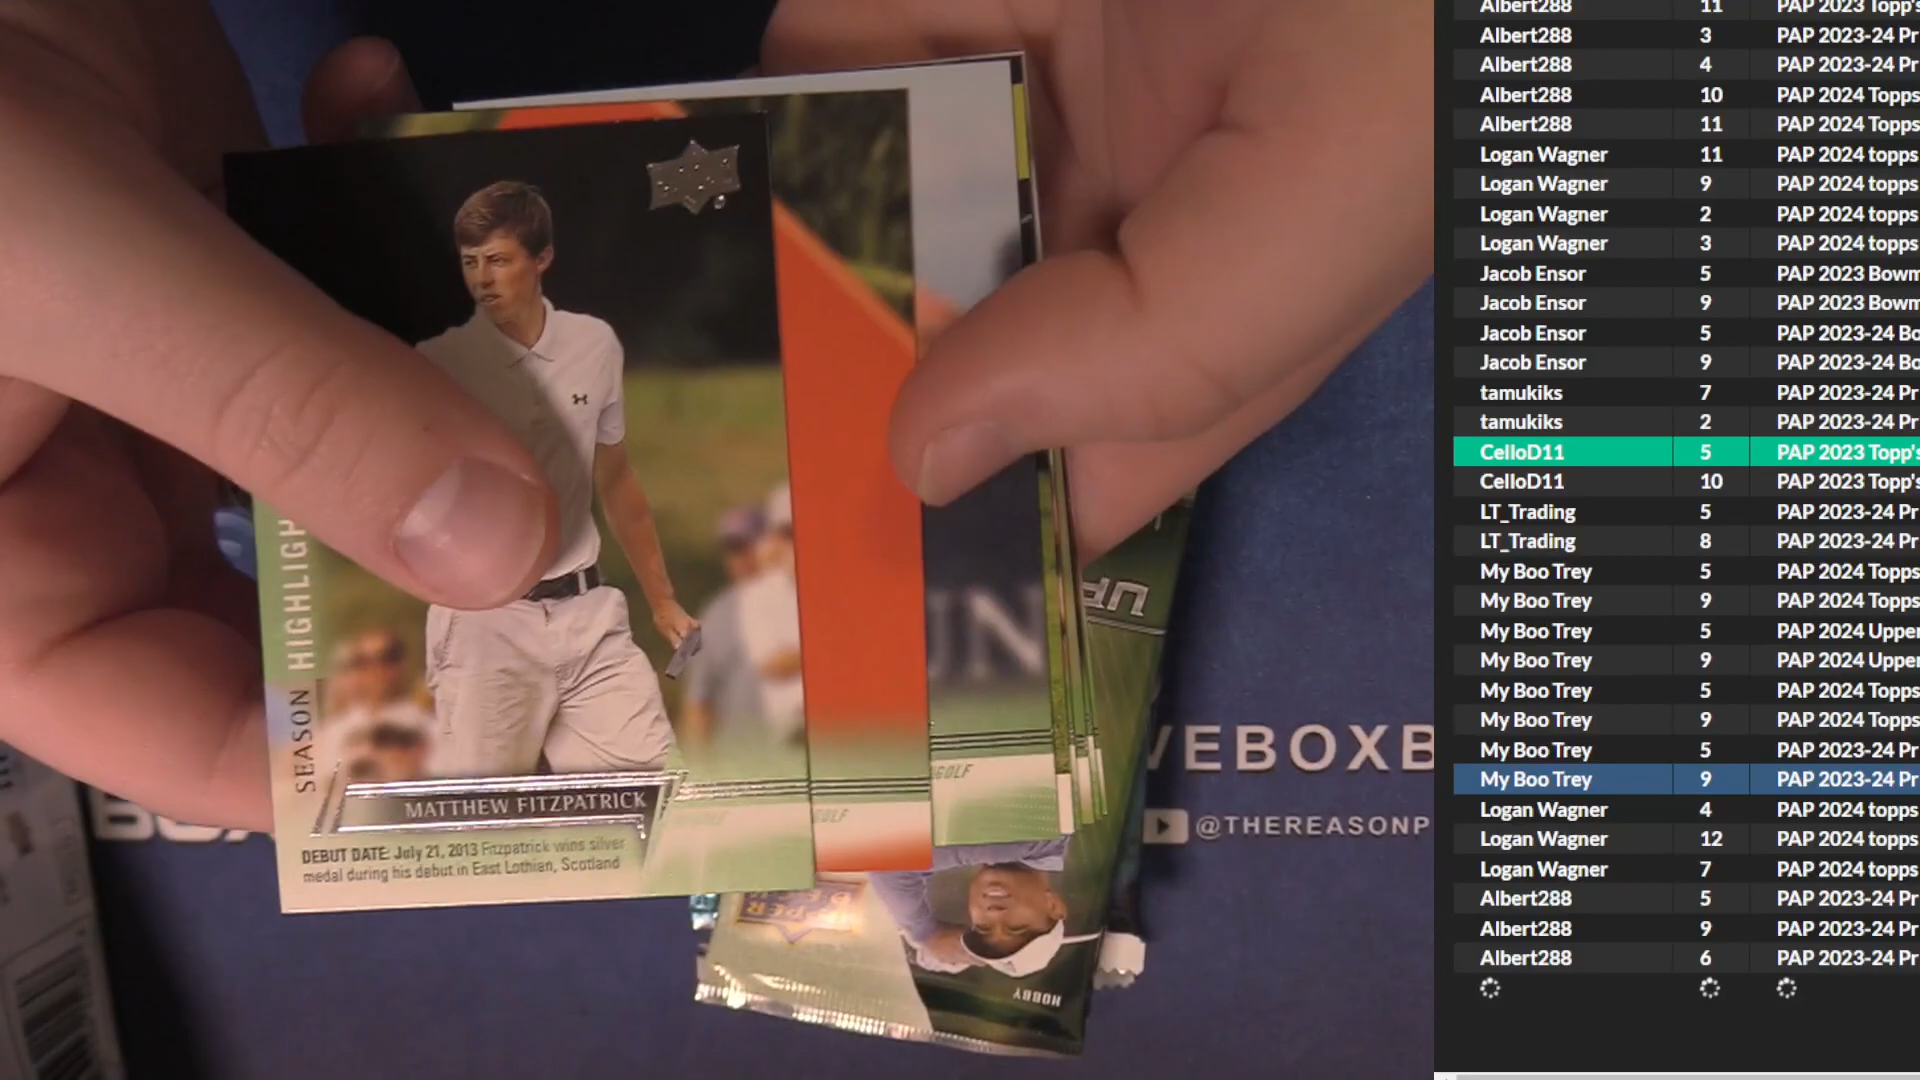 SEASON HIGHLIGH
MATTHEW FITZPATRICK
DEBUT DATE: July 21, 2013 Fitzpatrick wins silver
medal during his debut in East Lothian, Scotland
GOLF
GOLF
UP
HOBBY
VEBOXB
@THEREASONP
Albert288 11 PAP 2023 Topp's
Albert288 3 PAP 2023-24 Pr
Albert288 4 PAP 2023-24 Pr
Albert288 10 PAP 2024 Topps
Albert288 11 PAP 2024 Topps
Logan Wagner 11 PAP 2024 topps
Logan Wagner 9 PAP 2024 topps
Logan Wagner 2 PAP 2024 topps
Logan Wagner 3 PAP 2024 topps
Jacob Ensor 5 PAP 2023 Bowm
Jacob Ensor 9 PAP 2023 Bowm
Jacob Ensor 5 PAP 2023-24 Bo
Jacob Ensor 9 PAP 2023-24 Bo
tamukiks 7 PAP 2023-24 Pr
tamukiks 2 PAP 2023-24 Pr
CelloD11 5 PAP 2023 Topp's
CelloD11 10 PAP 2023 Topp's
LT_Trading 5 PAP 2023-24 Pr
LT_Trading 8 PAP 2023-24 Pr
My Boo Trey 5 PAP 2024 Topps
My Boo Trey 9 PAP 2024 Topps
My Boo Trey 5 PAP 2024 Upper
My Boo Trey 9 PAP 2024 Upper
My Boo Trey 5 PAP 2024 Topps
My Boo Trey 9 PAP 2024 Topps
My Boo Trey 5 PAP 2023-24 Pr
My Boo Trey 9 PAP 2023-24 Pr
Logan Wagner 4 PAP 2024 topps
Logan Wagner 12 PAP 2024 topps
Logan Wagner 7 PAP 2024 topps
Albert288 5 PAP 2023-24 Pr
Albert288 9 PAP 2023-24 Pr
Albert288 6 PAP 2023-24 Pr